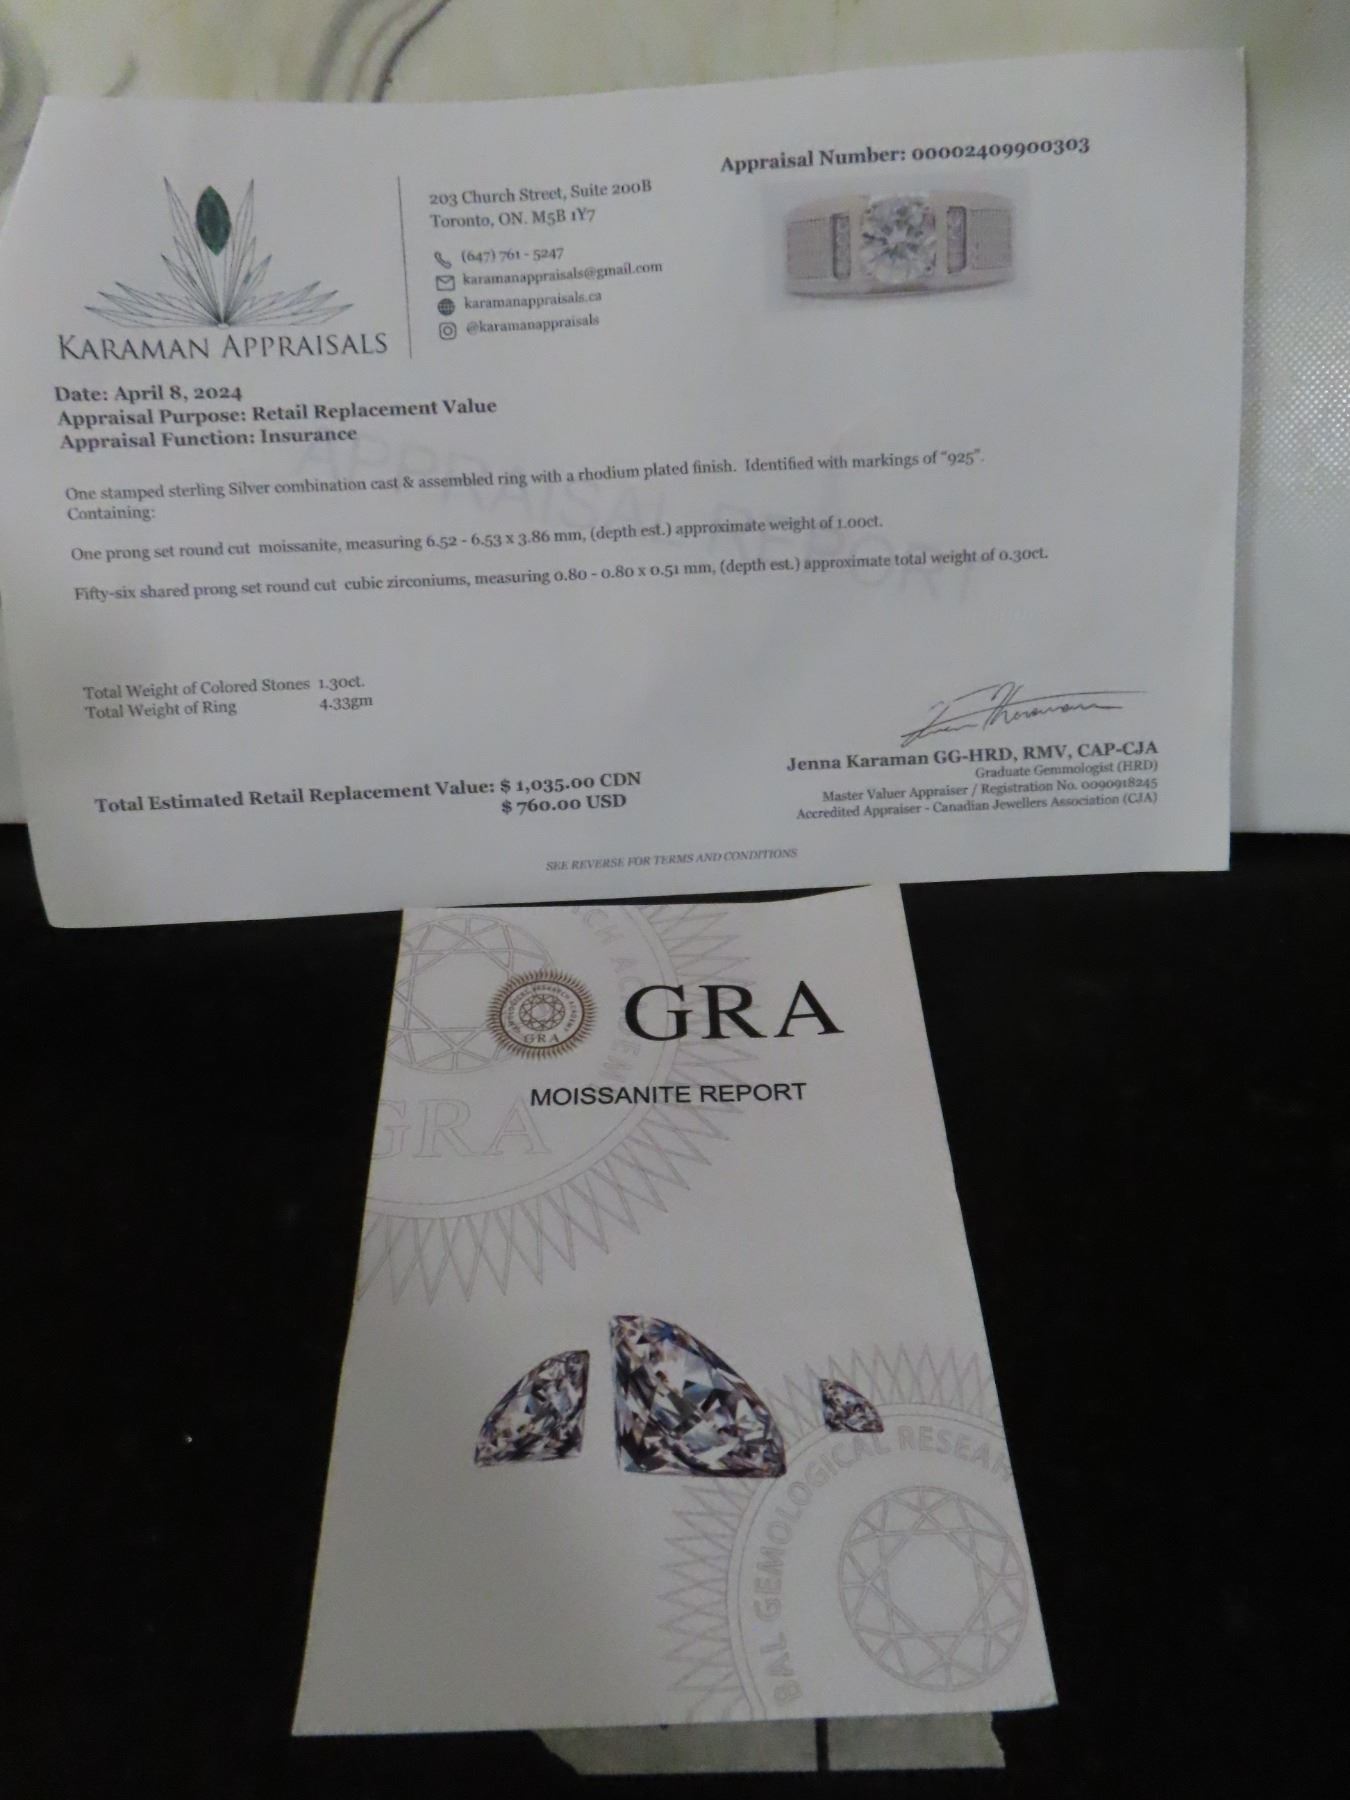 Appraisal Number: 00002409900303
203 Church Street, Suite 200B
Toronto, ON. M5B 1Y7
(647) 761 - 5247
karamanappraisals@gmail.com
karamanappraisals.ca
@karamanappraisals
KARAMAN APPRAISALS
Date: April 8, 2024
Appraisal Purpose: Retail Replacement Value
Appraisal Function: Insurance
APPRAISAL REPORT
One stamped sterling Silver combination cast & assembled ring with a rhodium plated finish. Identified with markings of "925".
Containing:
One prong set round cut moissanite, measuring 6.52 - 6.53 x 3.86 mm, (depth est.) approximate weight of 1.00ct.
Fifty-six shared prong set round cut cubic zirconiums, measuring 0.80 - 0.80 x 0.51 mm, (depth est.) approximate total weight of 0.30ct.
Total Weight of Colored Stones 1.30ct.
Total Weight of Ring 4.33gm
Total Estimated Retail Replacement Value: $ 1,035.00 CDN
$ 760.00 USD
Jenna Karaman GG-HRD, RMV, CAP-CJA
Graduate Gemmologist (HRD)
Master Valuer Appraiser / Registration No. 0090918245
Accredited Appraiser - Canadian Jewellers Association (CJA)
SEE REVERSE FOR TERMS AND CONDITIONS
GRA
GRA
MOISSANITE REPORT
GRA
BAL GEMOLOGICAL RESEAR